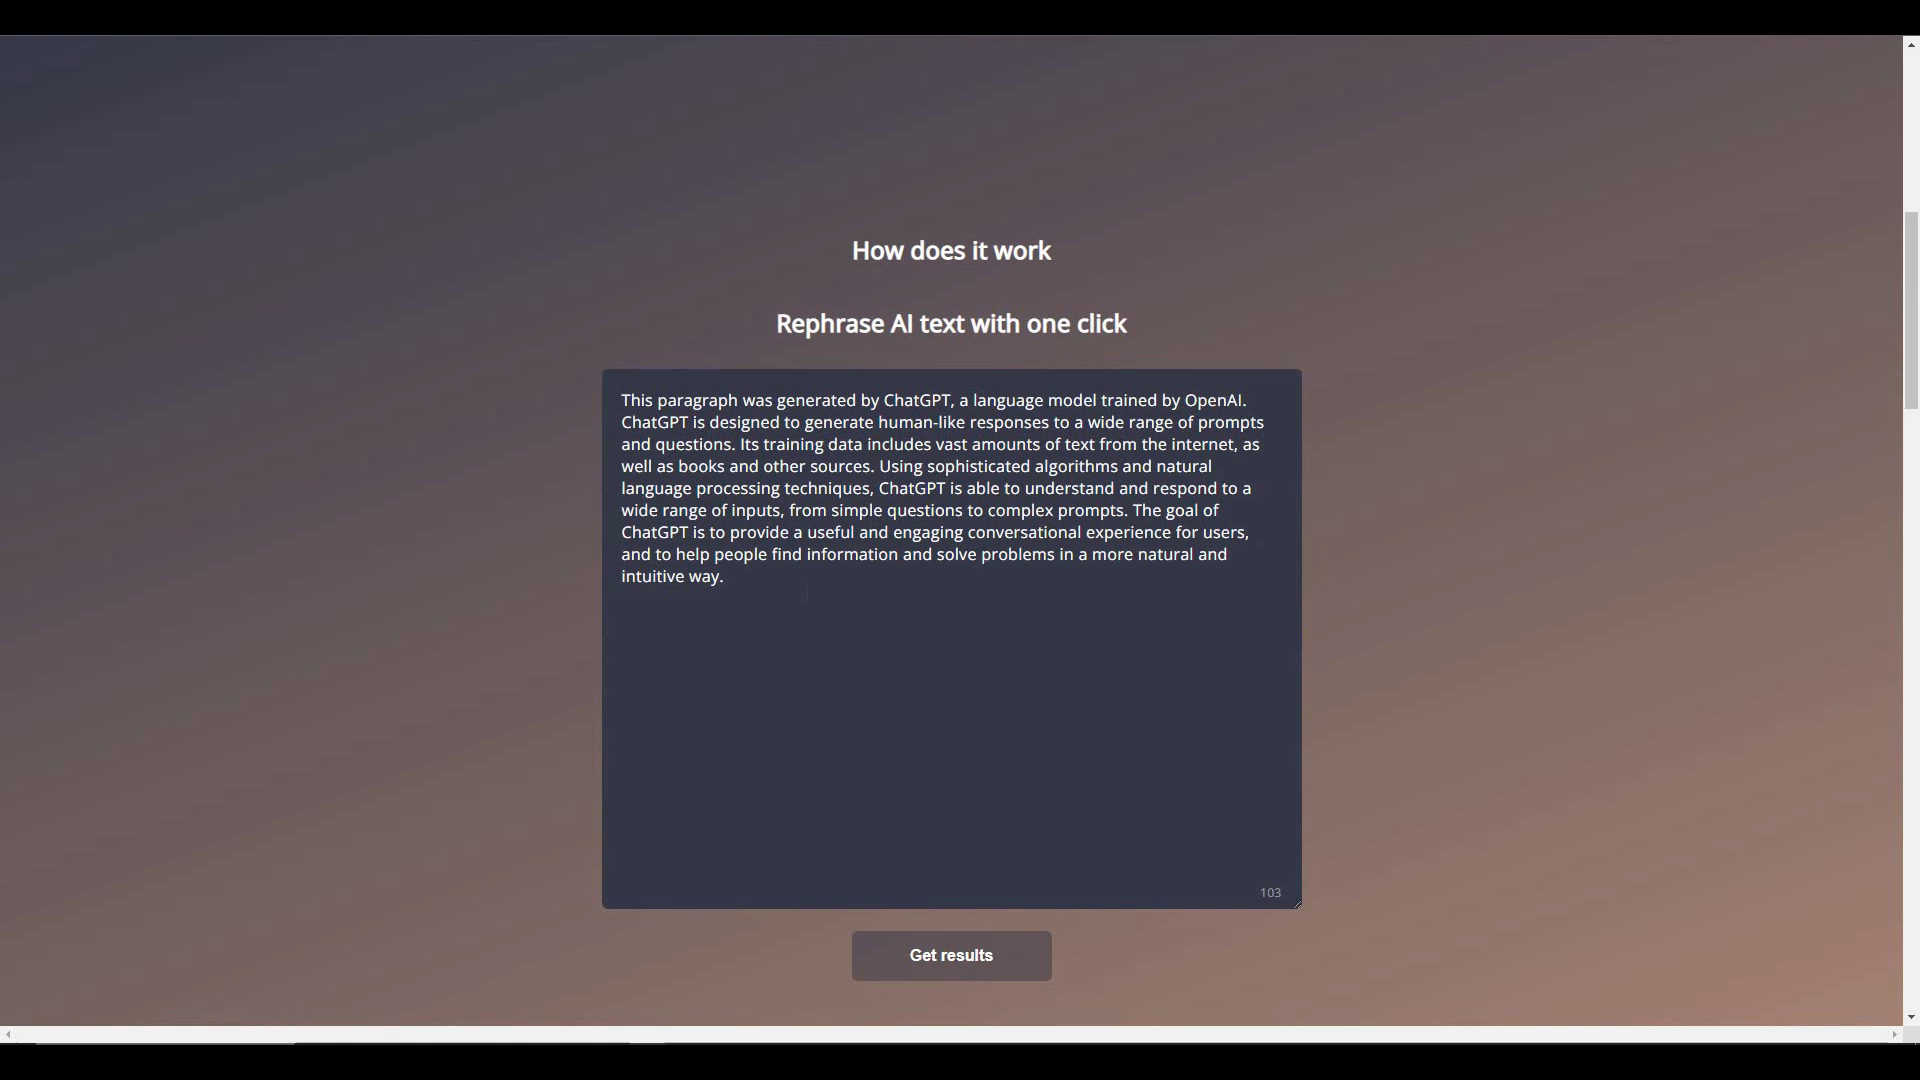 How does it work
Rephrase AI text with one click
This paragraph was generated by ChatGPT, a language model trained by OpenAI.
ChatGPT is designed to generate human-like responses to a wide range of prompts
and questions. Its training data includes vast amounts of text from the internet, as
well as books and other sources. Using sophisticated algorithms and natural
language processing techniques, ChatGPT is able to understand and respond to a
wide range of inputs, from simple questions to complex prompts. The goal of
ChatGPT is to provide a useful and engaging conversational experience for users,
and to help people find information and solve problems in a more natural and
intuitive way.
103
Get results